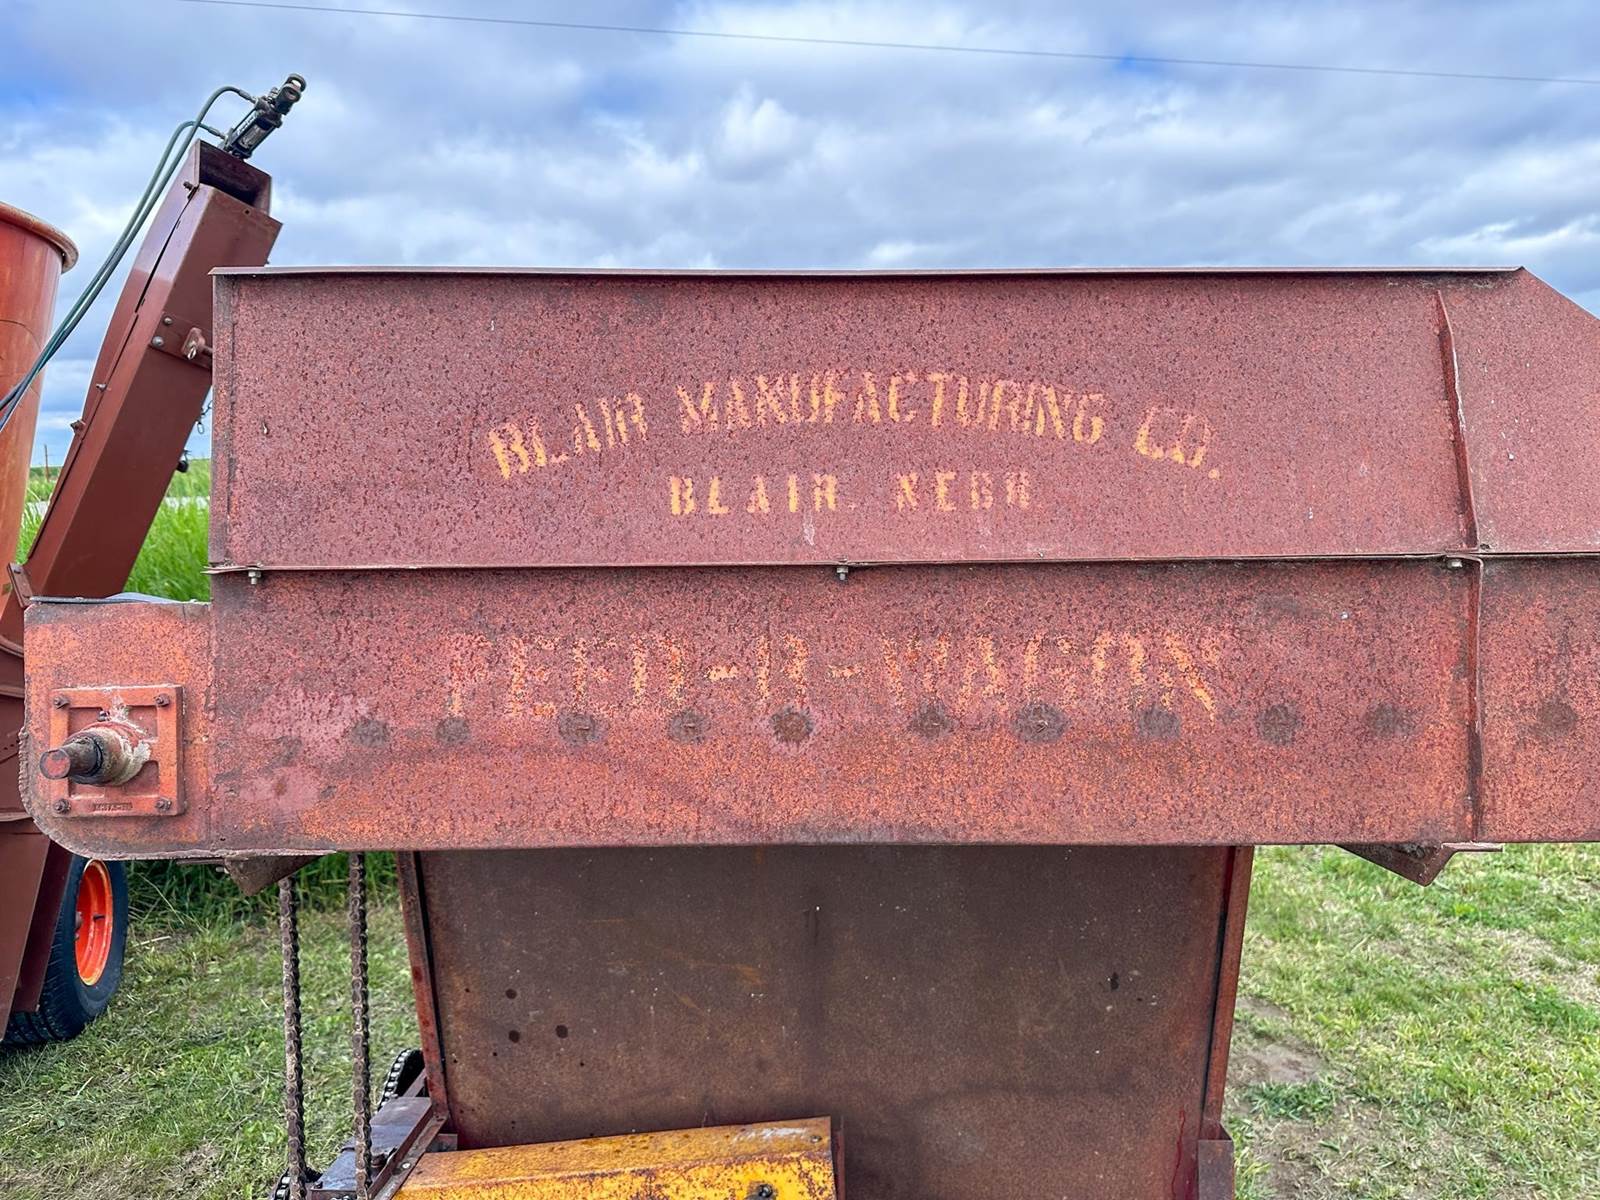 BLAIR MANUFACTURING CO.
BLAIR, NEBR
FEED-R-WAGON